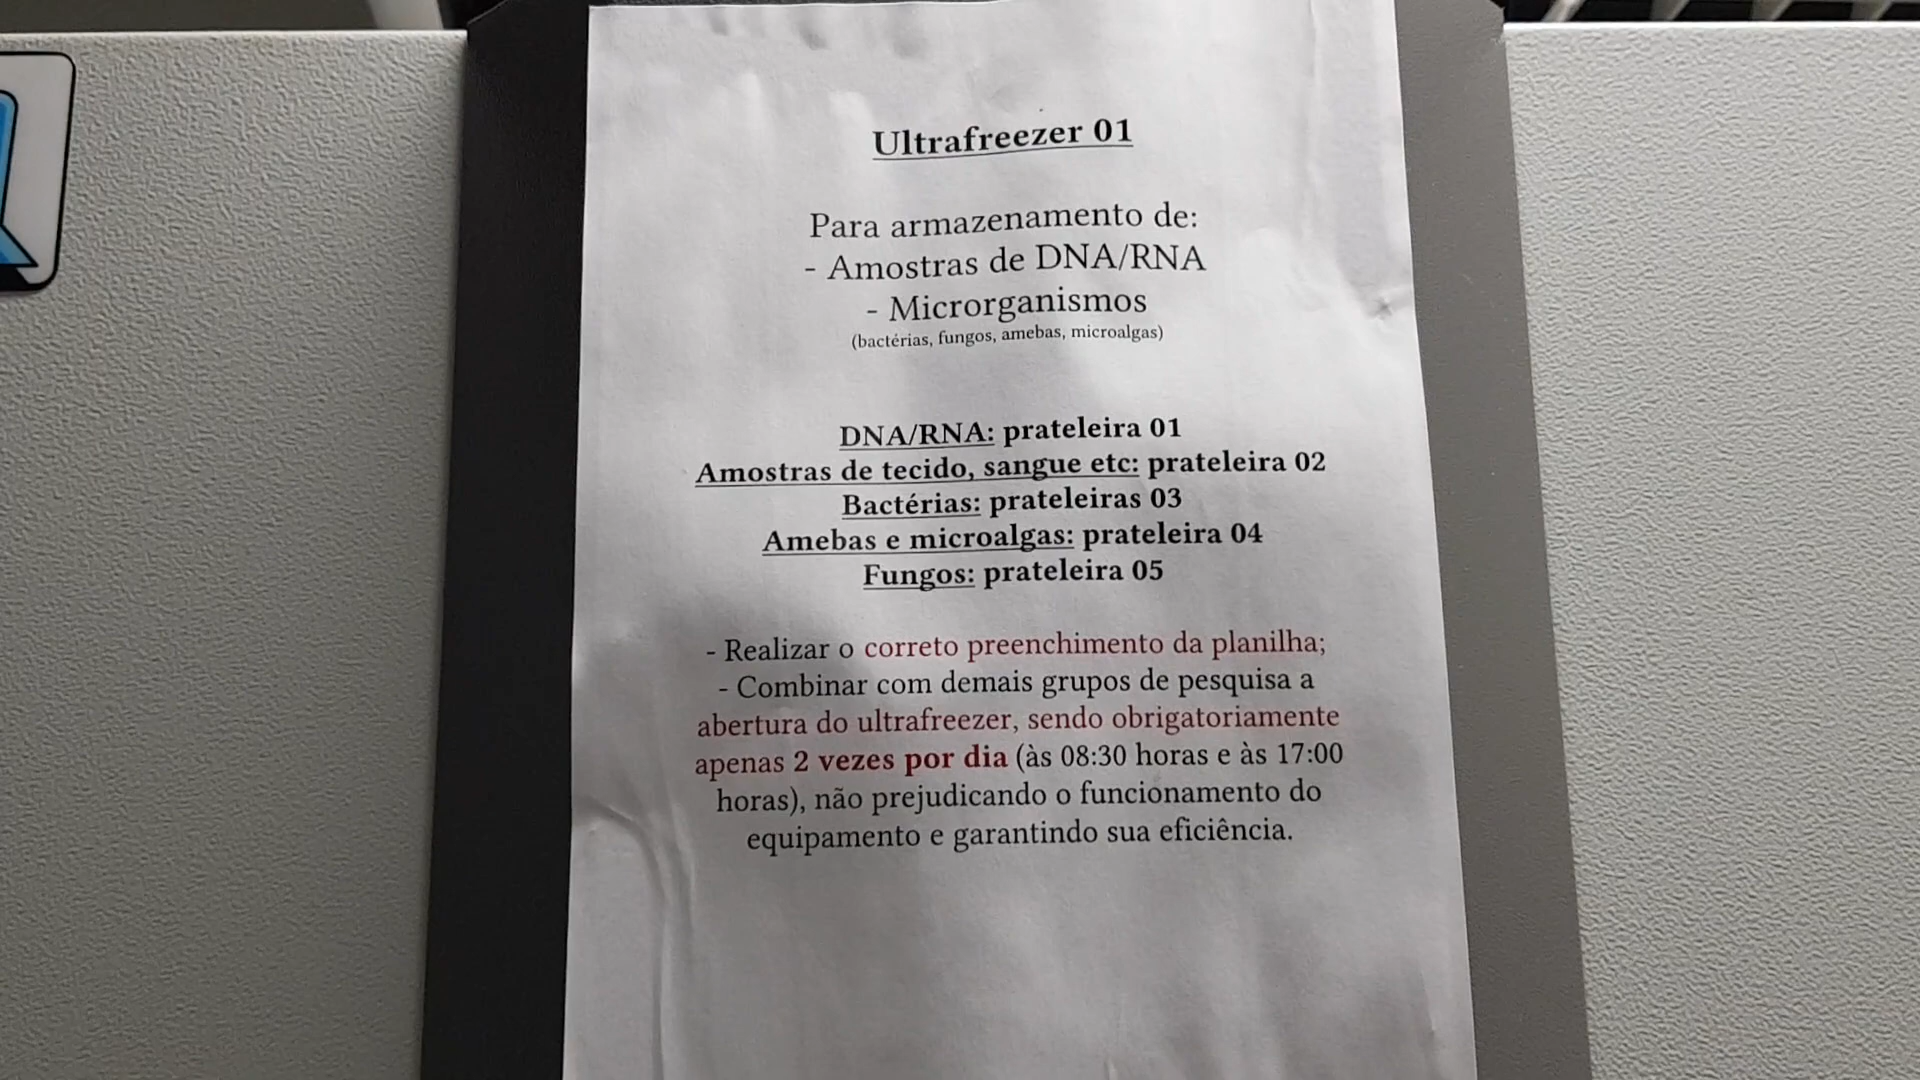 Ultrafreezer 01
Para armazenamento de:
- Amostras de DNA/RNA
- Microrganismos
(bactérias, fungos, amebas, microalgas)
DNA/RNA: prateleira 01
Amostras de tecido, sangue etc: prateleira 02
Bactérias: prateleiras 03
Amebas e microalgas: prateleira 04
Fungos: prateleira 05
- Realizar o correto preenchimento da planilha;
- Combinar com demais grupos de pesquisa a
abertura do ultrafreezer, sendo obrigatoriamente
apenas 2 vezes por dia (às 08:30 horas e às 17:00
horas), não prejudicando o funcionamento do
equipamento e garantindo sua eficiência.